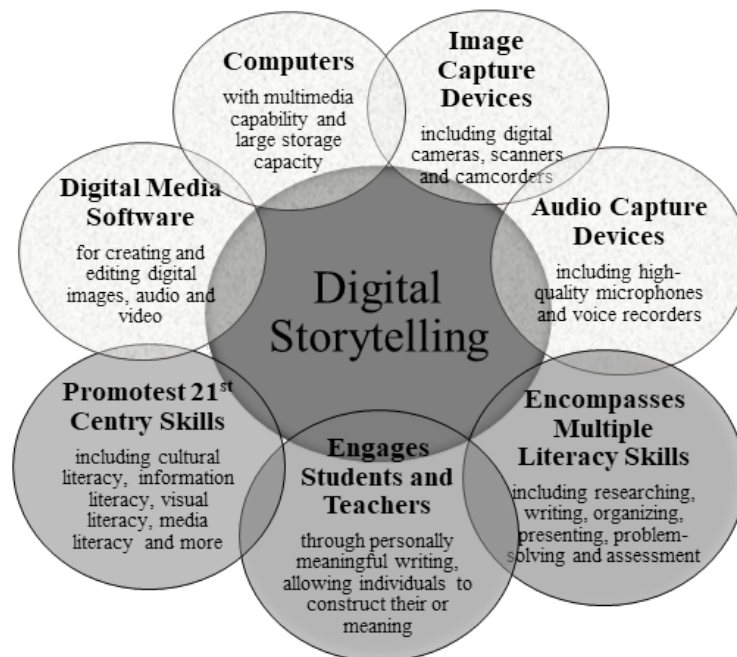 Computers
with multimedia
capability and
large storage
capacity
Image
Capture
Devices
including digital
cameras, scanners
and camcorders
Digital Media
Software
for creating and
editing digital
images, audio and
video
Audio Capture
Devices
including high-
quality microphones
and voice recorders
Digital
Storytelling
Promotest 21st
Centry Skills
including cultural
literacy, information
literacy, visual
literacy, media
literacy and more
Engages
Students and
Teachers
through personally
meaningful writing,
allowing individuals to
construct their or
meaning
Encompasses
Multiple
Literacy Skills
including researching,
writing, organizing,
presenting, problem-
solving and assessment